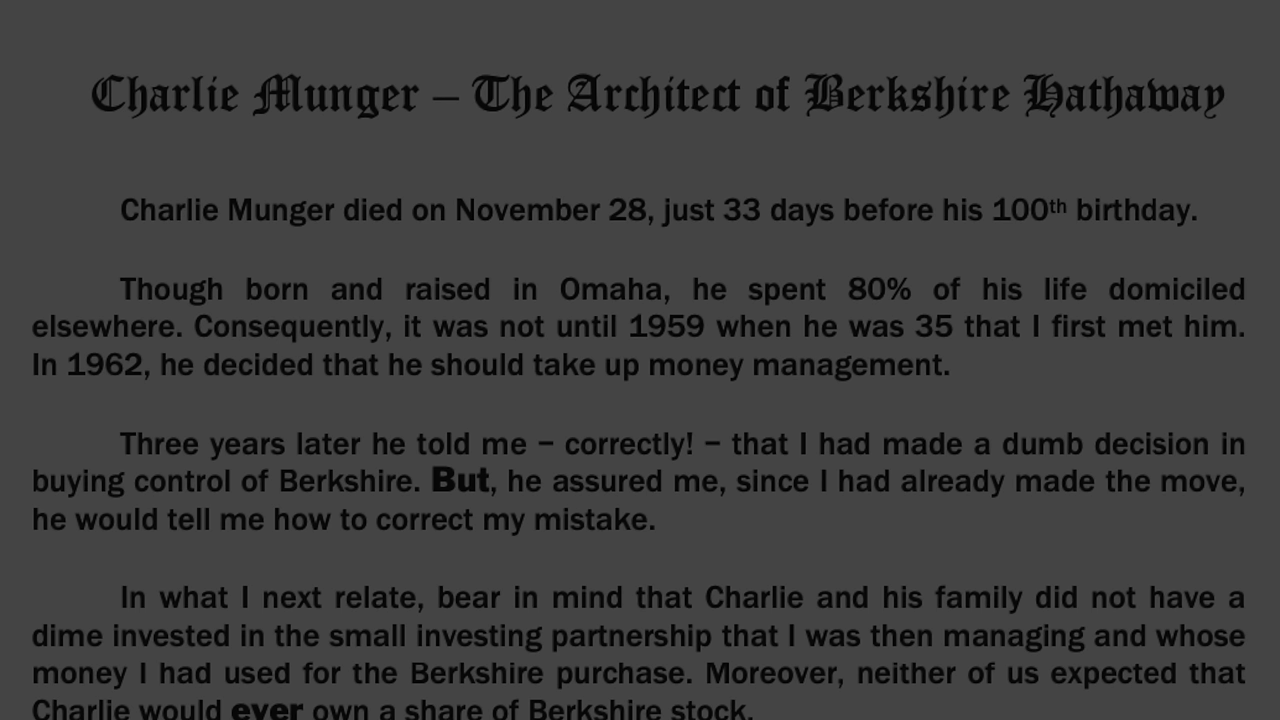 Charlie Munger – The Architect of Berkshire Hathaway
Charlie Munger died on November 28, just 33 days before his 100th birthday.
Though born and raised in Omaha, he spent 80% of his life domiciled
elsewhere. Consequently, it was not until 1959 when he was 35 that I first met him.
In 1962, he decided that he should take up money management.
Three years later he told me – correctly! – that I had made a dumb decision in
buying control of Berkshire. But, he assured me, since I had already made the move,
he would tell me how to correct my mistake.
In what I next relate, bear in mind that Charlie and his family did not have a
dime invested in the small investing partnership that I was then managing and whose
money I had used for the Berkshire purchase. Moreover, neither of us expected that
Charlie would ever own a share of Berkshire stock.